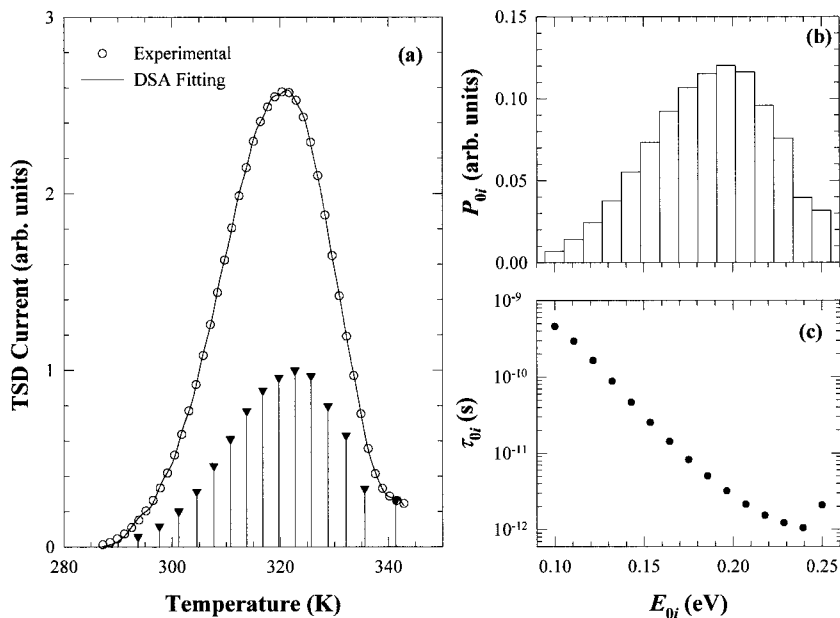 3
2
1
0
280
300
320
340
TSD Current (arb. units)
Temperature (K)
Experimental
DSA Fitting
(a)
0.15
0.10
0.05
0.00
P0i (arb. units)
(b)
10-9
10-10
10-11
10-12
τ0i (s)
(c)
0.10
0.15
0.20
0.25
E0i (eV)